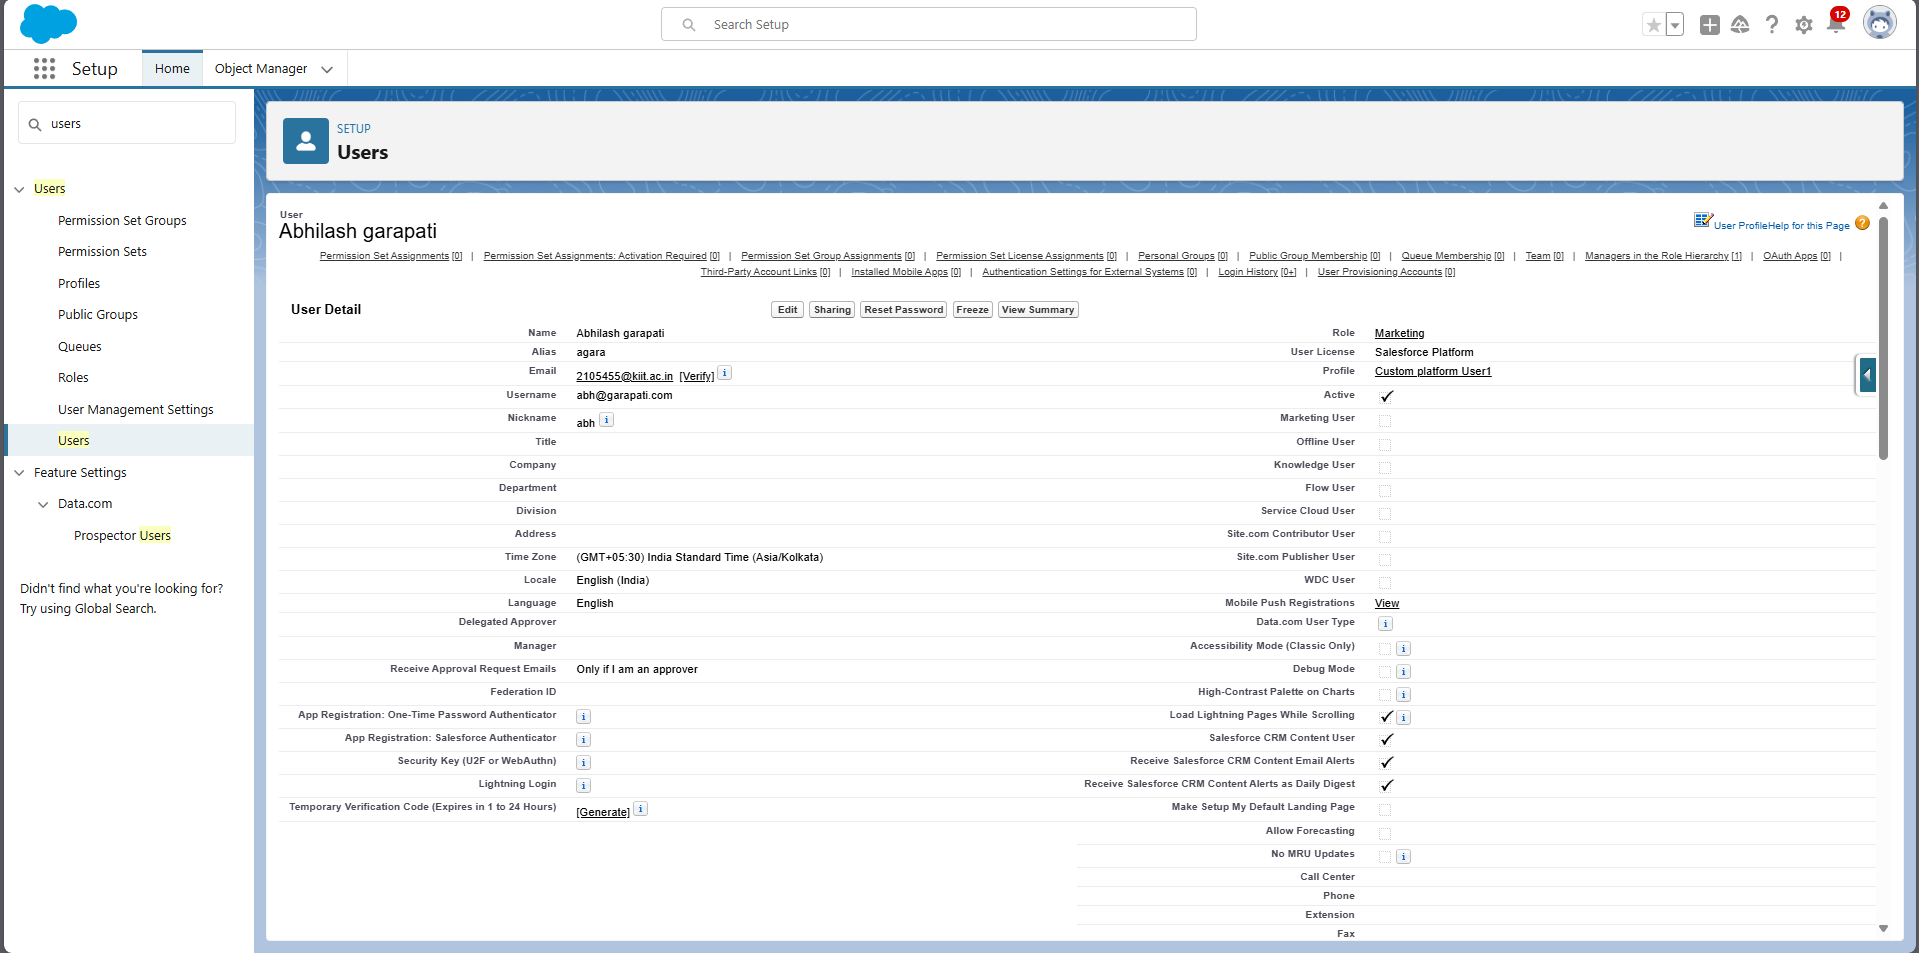 Search Setup
12
Setup
Home
Object Manager
users
Users
Permission Set Groups
Permission Sets
Profiles
Public Groups
Queues
Roles
User Management Settings
Users
Feature Settings
Data.com
Prospector Users
Didn't find what you're looking for?
Try using Global Search.
SETUP
Users
User
Abhilash garapati
User Profile Help for this Page ?
Permission Set Assignments [0] | Permission Set Assignments: Activation Required [0] | Permission Set Group Assignments [0] | Permission Set License Assignments [0] | Personal Groups [0] | Public Group Membership [0] | Queue Membership [0] | Team [0] | Managers in the Role Hierarchy [1] | OAuth Apps [0] |
Third-Party Account Links [0] | Installed Mobile Apps [0] | Authentication Settings for External Systems [0] | Login History [0+] | User Provisioning Accounts [0]
User Detail
Edit Sharing Reset Password Freeze View Summary
Name Abhilash garapati
Alias agara
Email 2105455@kiit.ac.in [Verify] i
Username abh@garapati.com
Nickname abh i
Title
Company
Department
Division
Address
Time Zone (GMT+05:30) India Standard Time (Asia/Kolkata)
Locale English (India)
Language English
Delegated Approver
Manager
Receive Approval Request Emails Only if I am an approver
Federation ID
App Registration: One-Time Password Authenticator i
App Registration: Salesforce Authenticator i
Security Key (U2F or WebAuthn) i
Lightning Login i
Temporary Verification Code (Expires in 1 to 24 Hours) [Generate] i
Role Marketing
User License Salesforce Platform
Profile Custom platform User1
Active
Marketing User
Offline User
Knowledge User
Flow User
Service Cloud User
Site.com Contributor User
Site.com Publisher User
WDC User
Mobile Push Registrations View
Data.com User Type i
Accessibility Mode (Classic Only) i
Debug Mode i
High-Contrast Palette on Charts i
Load Lightning Pages While Scrolling i
Salesforce CRM Content User
Receive Salesforce CRM Content Email Alerts
Receive Salesforce CRM Content Alerts as Daily Digest
Make Setup My Default Landing Page
Allow Forecasting
No MRU Updates i
Call Center
Phone
Extension
Fax